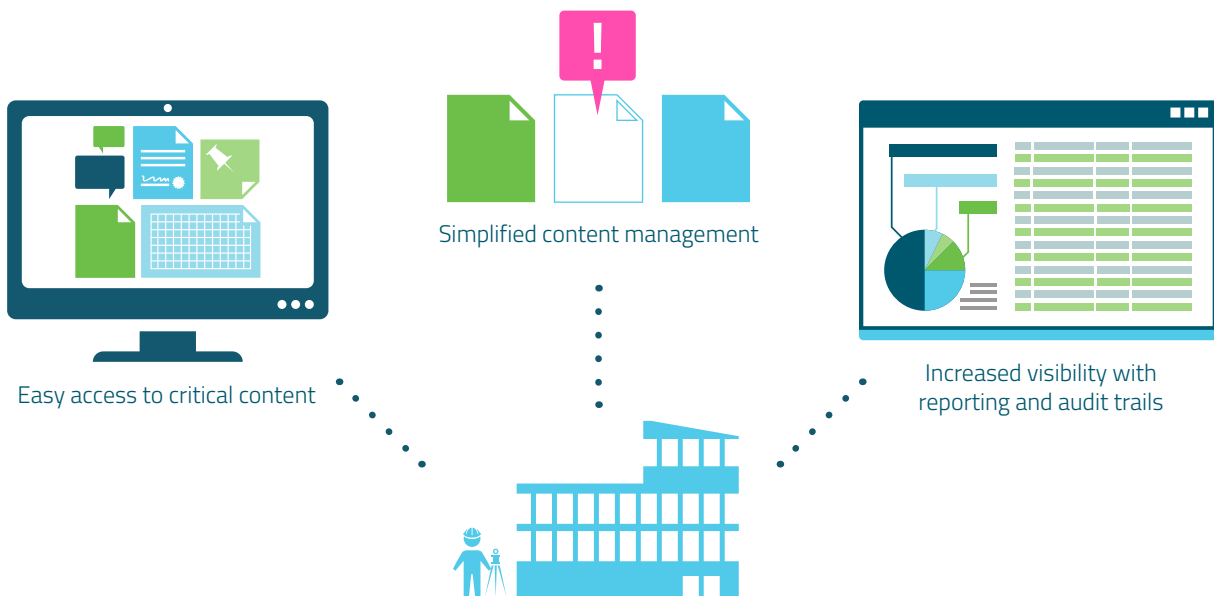 !
Simplified content management
Easy access to critical content
Increased visibility with
reporting and audit trails